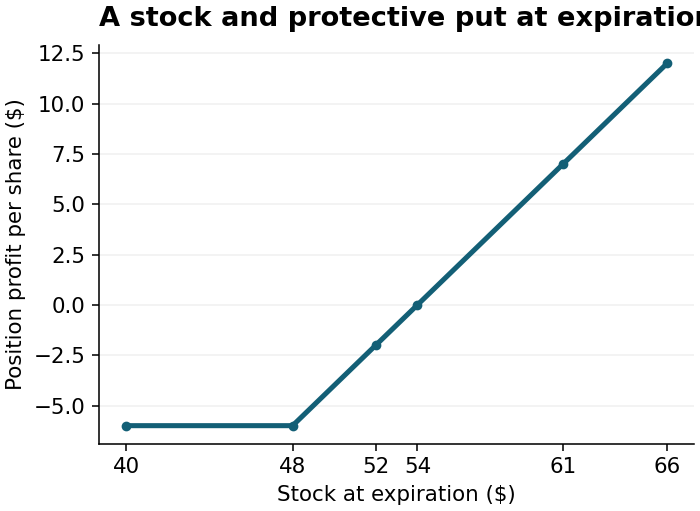 A stock and protective put at expiration
Position profit per share ($)
12.5
10.0
7.5
5.0
2.5
0.0
−2.5
−5.0
40 48 52 54 61 66
Stock at expiration ($)